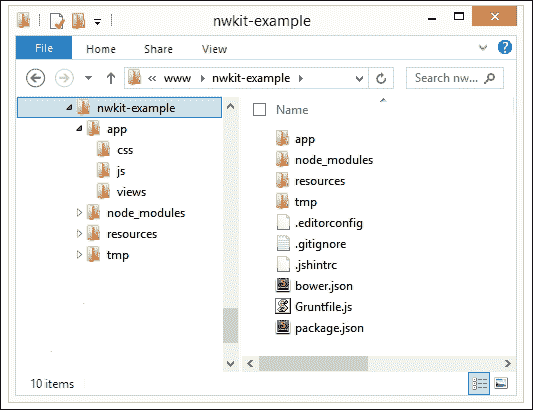 nwkit-example
File Home Share View
« www nwkit-example Search nw...
nwkit-example
app
css
js
views
node_modules
resources
tmp
Name
app
node_modules
resources
tmp
.editorconfig
.gitignore
.jshintrc
bower.json
Gruntfile.js
package.json
10 items